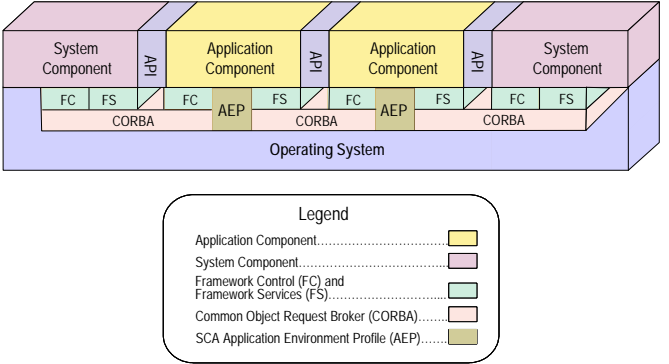 System Component
API
Application Component
API
Application Component
API
System Component
FC FS FC AEP FS FC AEP FS FC FS
CORBA CORBA CORBA
Operating System
Legend
Application Component
System Component
Framework Control (FC) and
Framework Services (FS)
Common Object Request Broker (CORBA)
SCA Application Environment Profile (AEP)